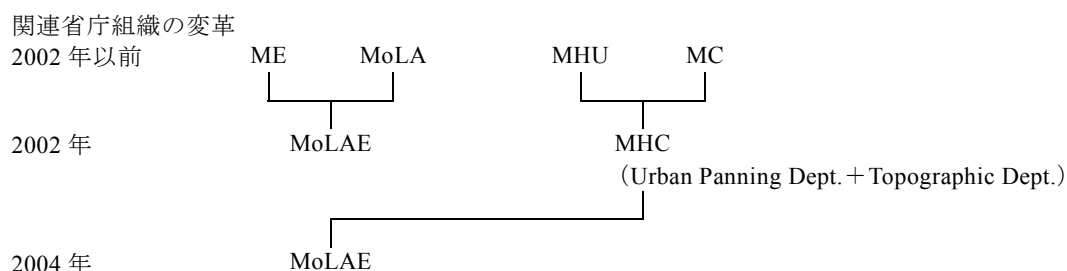 関連省庁組織の変革
2002 年以前 ME MoLA MHU MC
2002 年 MoLAE MHC
（Urban Panning Dept.＋Topographic Dept.）
2004 年 MoLAE